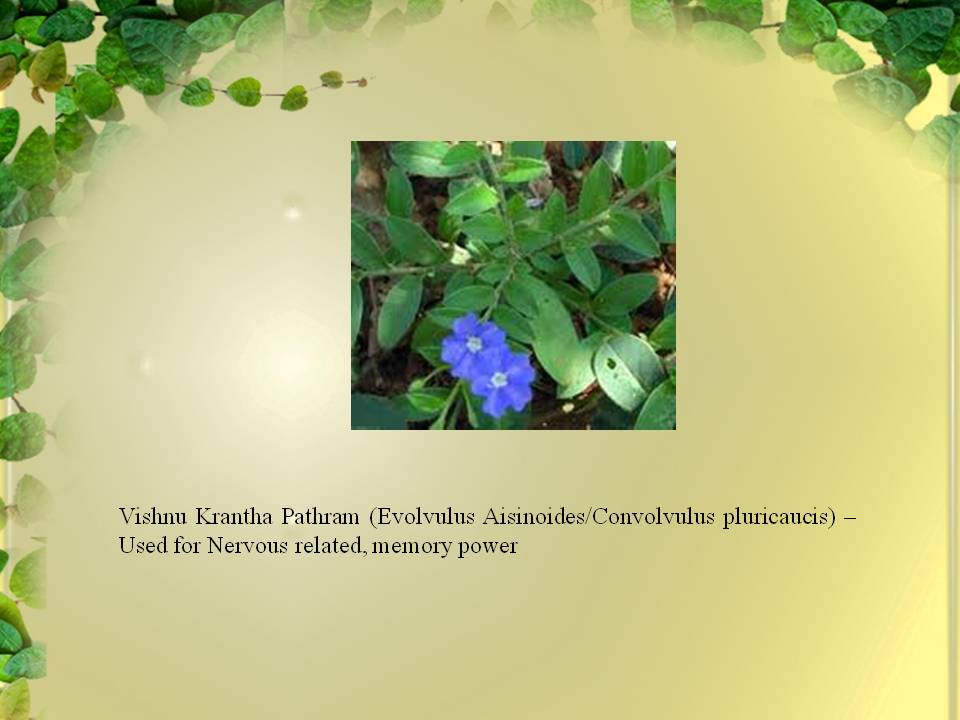 Vishnu Krantha Pathram (Evolvulus Aisinoides/Convolvulus pluricaucis) –
Used for Nervous related, memory power